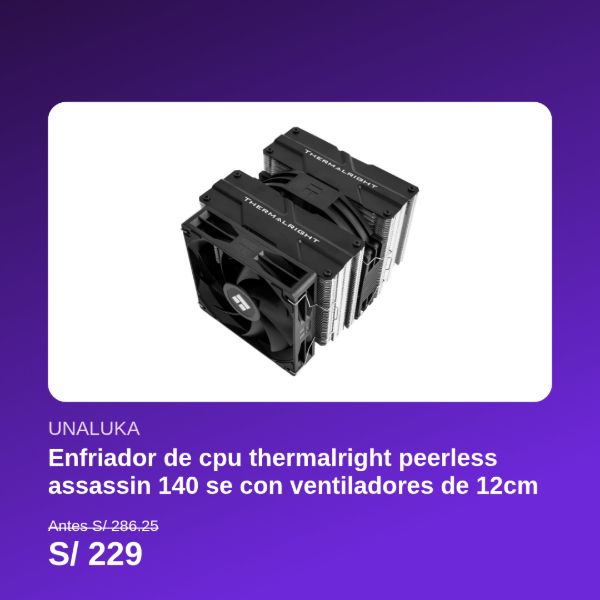 THERMALRIGHT
THERMALRIGHT
UNALUKA
Enfriador de cpu thermalright peerless
assassin 140 se con ventiladores de 12cm
Antes S/ 286.25
S/ 229